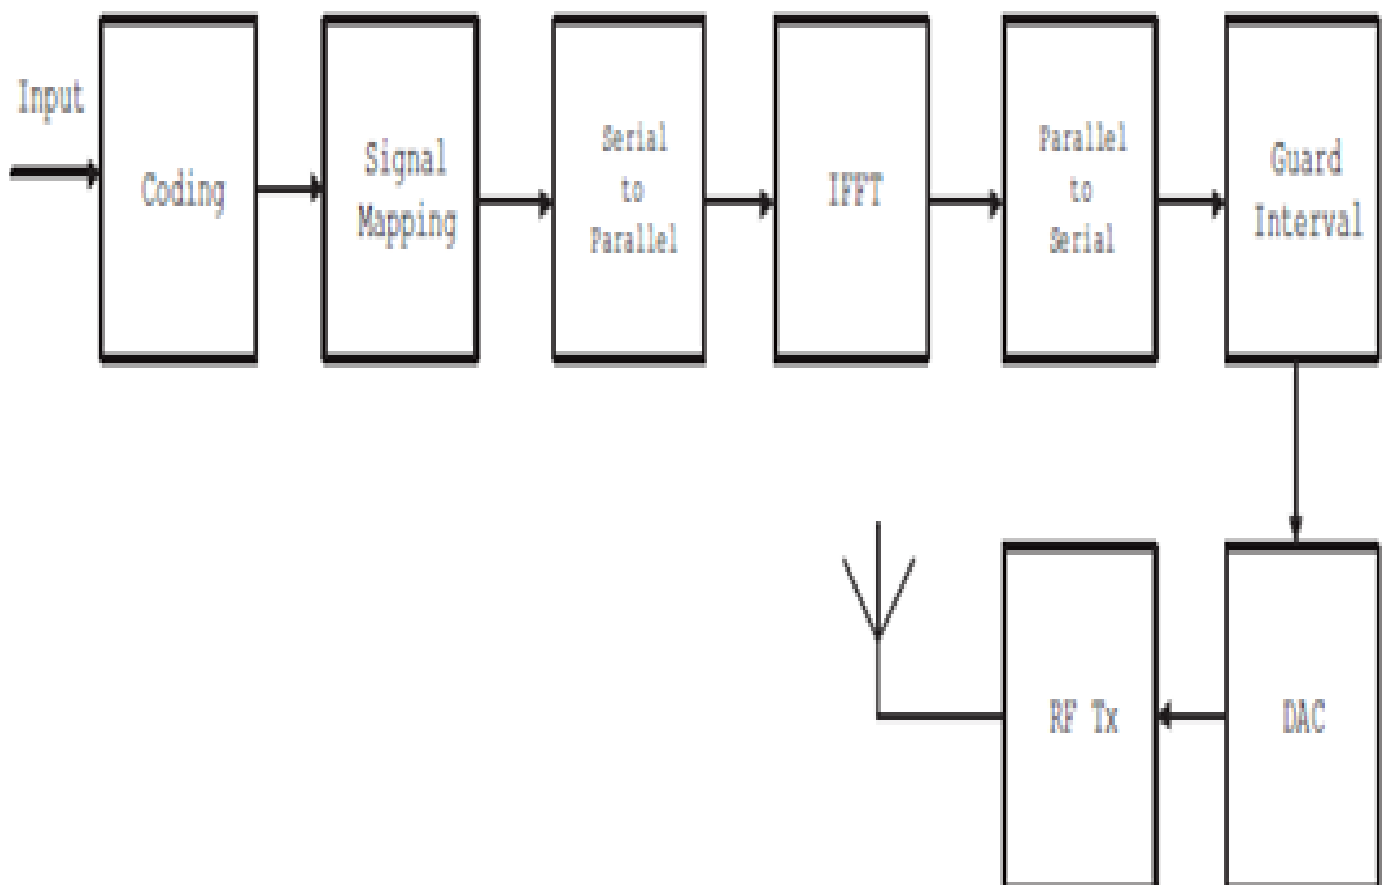 Input
Coding
Signal
Mapping
Serial
to
Parallel
IFFT
Parallel
to
Serial
Guard
Interval
RF Tx
DAC